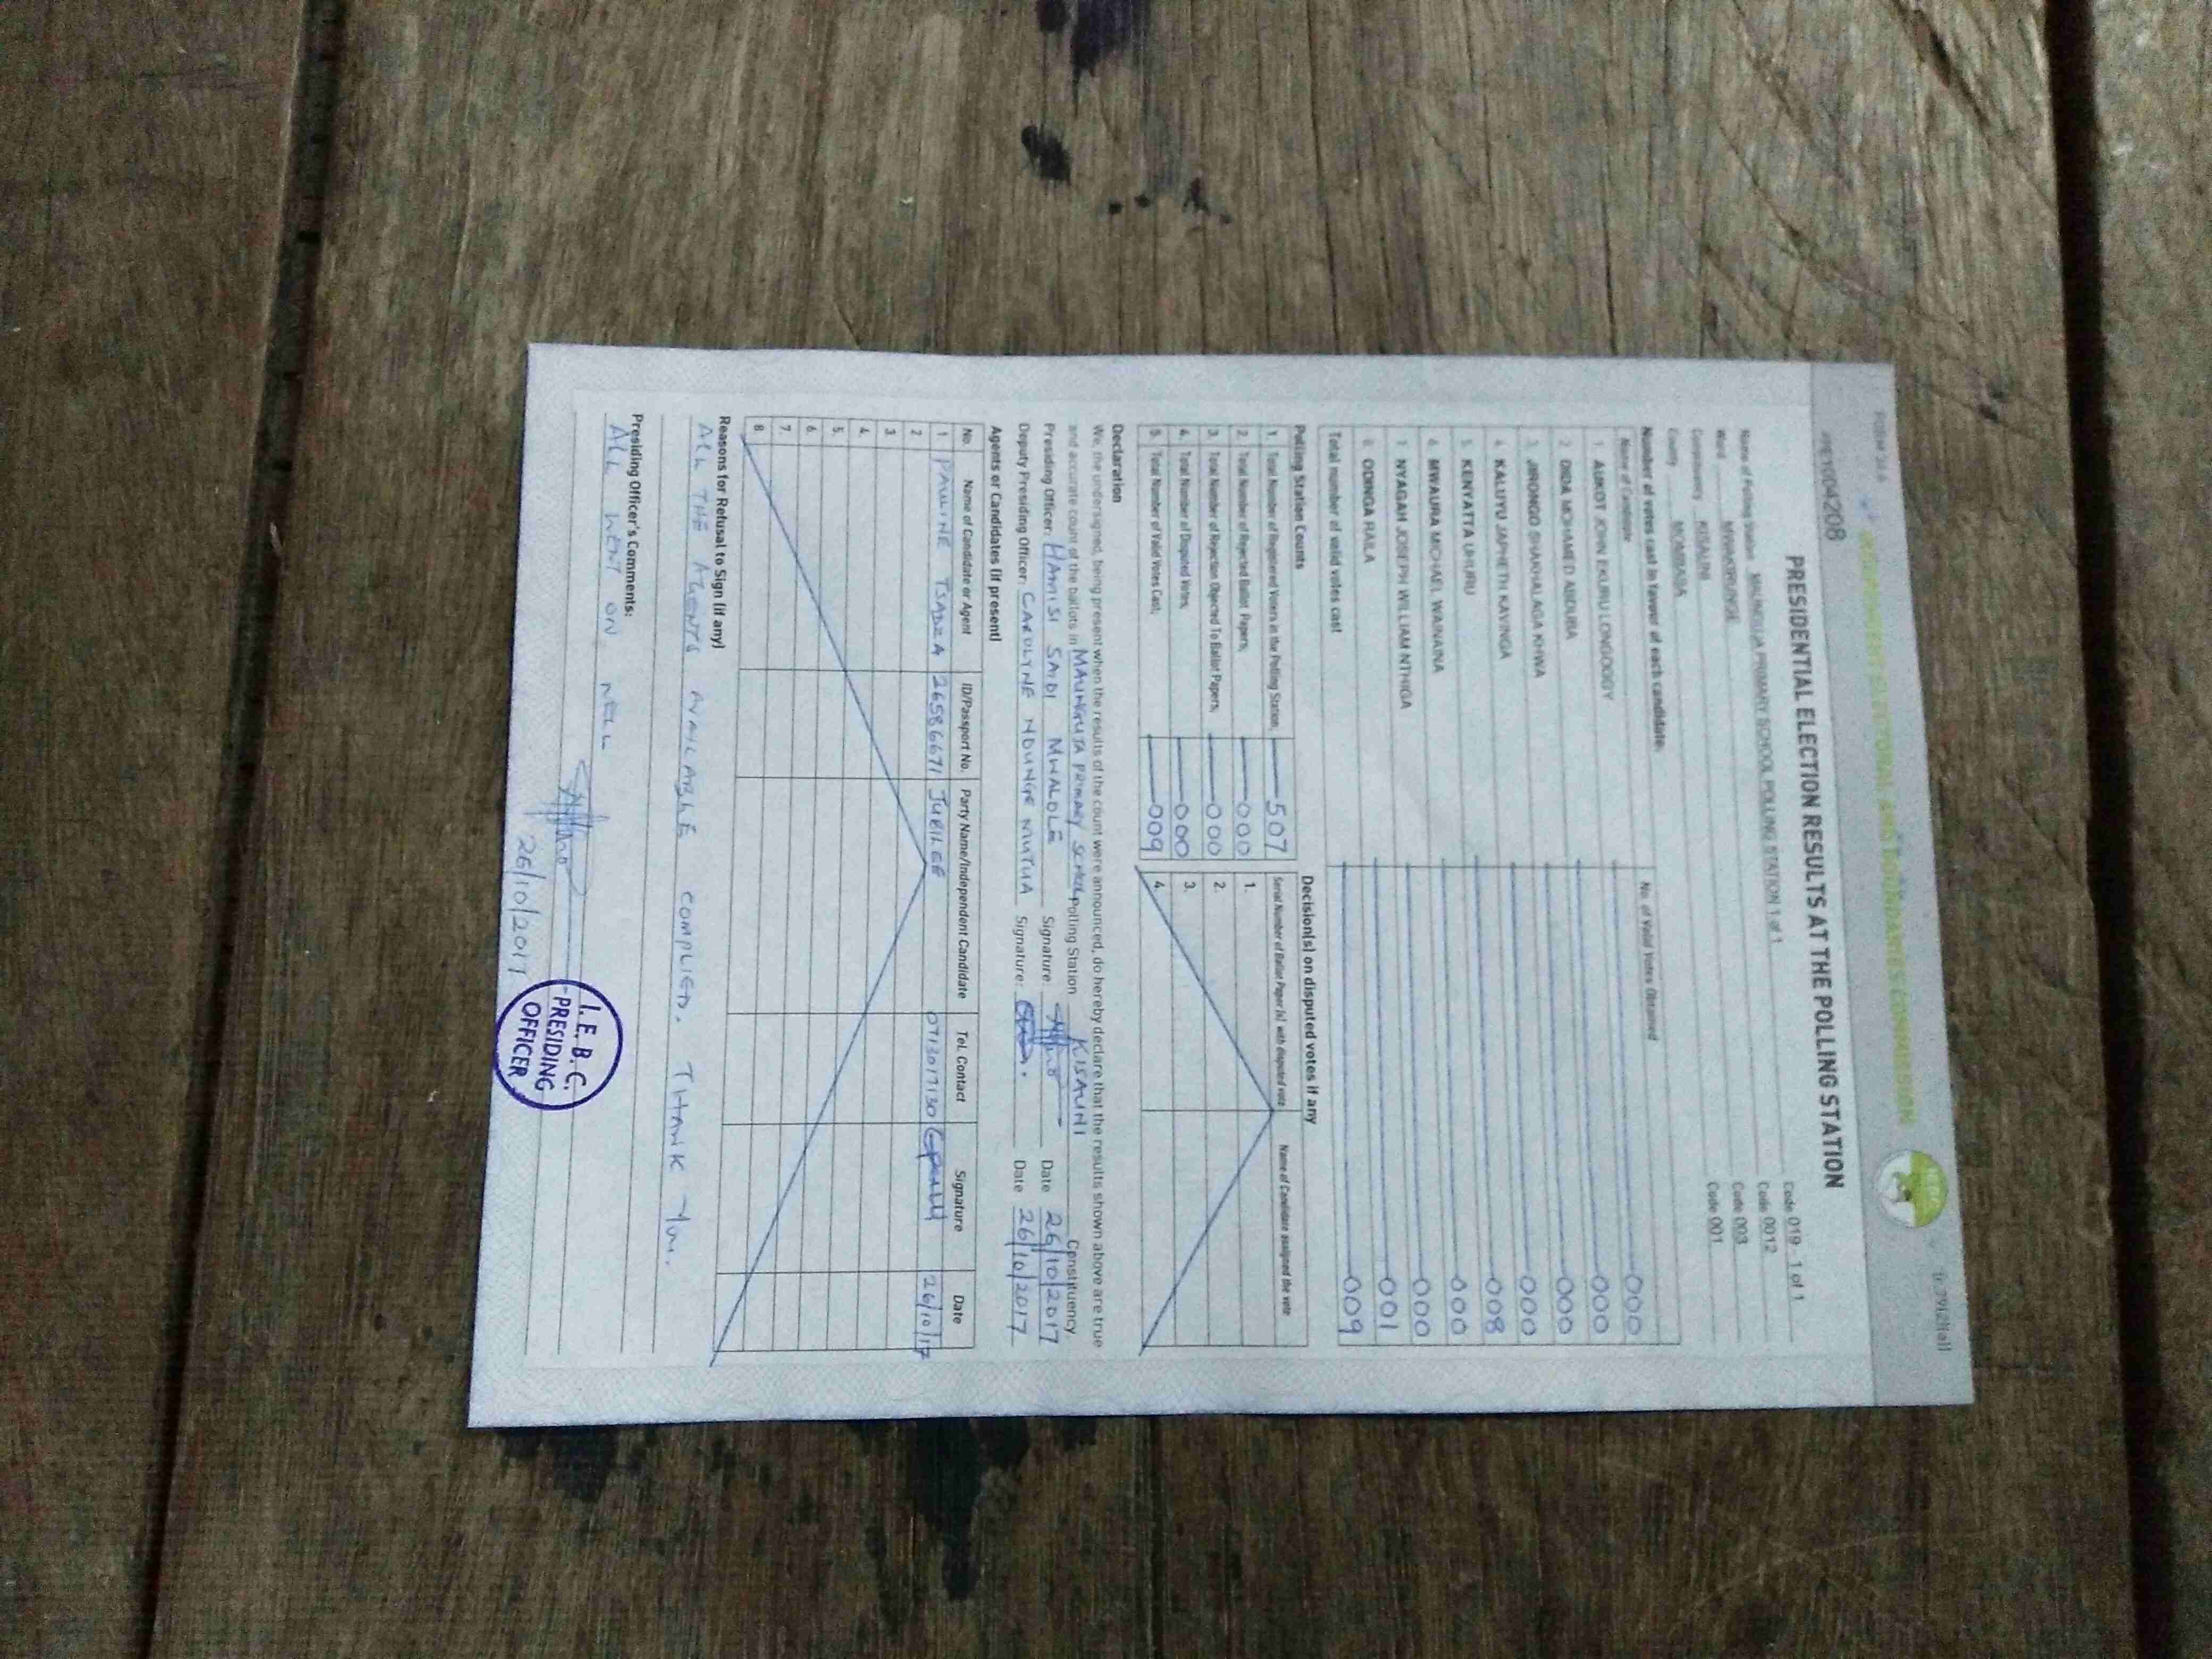 FORM 34 A
INDEPENDENT ELECTORAL AND BOUNDARIES COMMISSION
PRESIDENTIAL ELECTION RESULTS AT THE POLLING STATION
Name of Polling Station MAUNGUJA PRIMARY SCHOOL POLLING STATION 1 of 1 Code 019 1 of 1
Ward MWAKIRUNGE Code 0012
Constituency KISAUNI Code 003
County MOMBASA Code 001
Number of votes cast in favor of each candidate:
Name of Candidate No. of Valid Votes Obtained
1. AUKOT JOHN EKURU LONGOGGY 000
2. DIDA MOHAMED ABDUBA 000
3. JIRONGO SHAKHALAGA KHWA 000
4. KALUYU JAPHETH KAVINGA 000
5. KENYATTA UHURU 008
6. MWAURA MICHAEL WAINAINA 000
7. NYAGAH JOSEPH WILLIAM NTHIGA 000
8. ODINGA RAILA 001
Total number of valid votes cast 009
Polling Station Counts
1. Total Number of Registered Voters in the Polling Station; 507
2. Total Number of Rejected Ballot Papers; 000
3. Total Number of Rejection Objected To Ballot Papers; 000
4. Total Number of Disputed Votes; 000
5. Total Number of Valid Votes Cast; 009
Decision(s) on disputed votes if any
Serial Number of Ballot Paper (s) with disputed vote Name of Candidate assigned the vote
1.
2.
3.
4.
Declaration
We, the undersigned, being present when the results of the count were announced, do hereby declare that the results shown above are true
and accurate count of the ballots in MAUNGUJA PRIMARY SCHOOL Polling Station KISAUNI Constituency
Presiding Officer: HAMISI SAIDI MWALOLE Signature: Date 26/10/2017
Deputy Presiding Officer: CAROLYNE NDUNGE MUTUA Signature: Date 26/10/2017
Agents or Candidates (if present)
No. Name of Candidate or Agent ID/Passport No. Party Name/Independent Candidate Tel. Contact Signature Date
1 PAULINE TSADZA 26586671 JUBILEE 0713017130 26/10/17
2
3.
4.
5.
6.
7.
8
Reasons for Refusal to Sign (if any)
ALL THE AGENTS AVAILABLE COMPLIED. THANK You.
Presiding Officer's Comments:
ALL WENT ON WELL
26/10/2017
I.E.B.C.
PRESIDING
OFFICER